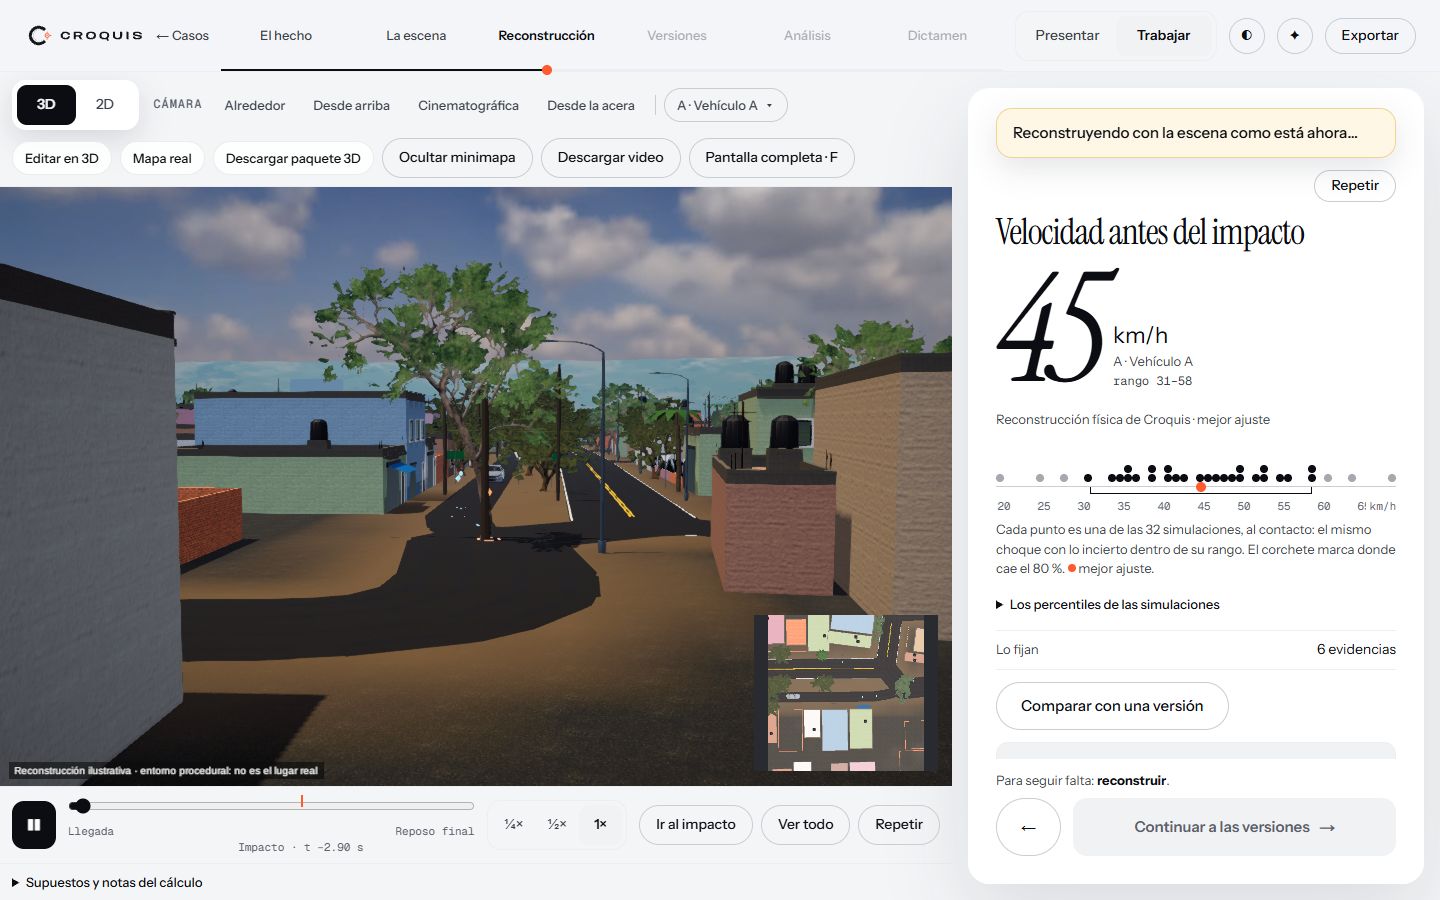 CROQUIS
← Casos
El hecho
La escena
Reconstrucción
Versiones
Análisis
Dictamen
Presentar
Trabajar
Exportar
3D
2D
CÁMARA
Alrededor
Desde arriba
Cinematográfica
Desde la acera
A · Vehículo A
Editar en 3D
Mapa real
Descargar paquete 3D
Ocultar minimapa
Descargar video
Pantalla completa · F
Reconstrucción ilustrativa - entorno procedural: no es el lugar real
Llegada
Reposo final
Impacto · t −2.90 s
¼×
½×
1×
Ir al impacto
Ver todo
Repetir
Supuestos y notas del cálculo
Reconstruyendo con la escena como está ahora...
Repetir
Velocidad antes del impacto
45
km/h
A · Vehículo A
rango 31–58
Reconstrucción física de Croquis · mejor ajuste
20 25 30 35 40 45 50 55 60 km/h
Cada punto es una de las 32 simulaciones, al contacto: el mismo
choque con lo incierto dentro de su rango. El corchete marca donde
cae el 80 %. mejor ajuste.
Los percentiles de las simulaciones
Lo fijan
6 evidencias
Comparar con una versión
Para seguir falta: reconstruir.
←
Continuar a las versiones →